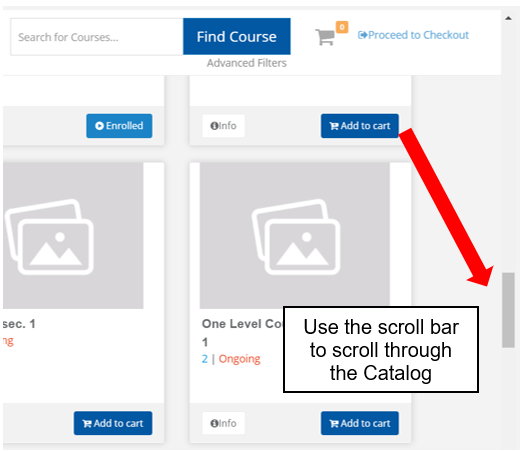 Search for Courses...
Find Course
0
Proceed to Checkout
Advanced Filters
Enrolled
Info
Add to cart
sec. 1
ng
One Level Co
1
2 | Ongoing
Use the scroll bar
to scroll through
the Catalog
Add to cart
Info
Add to cart